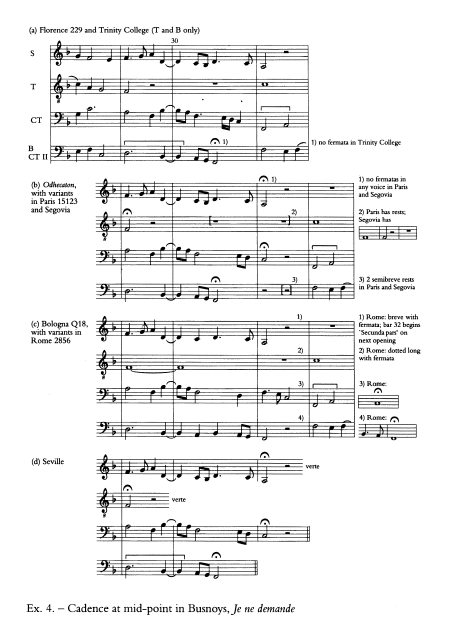 (a) Florence 229 and Trinity College (T and B only)
30
S
T
CT
B
CT II
1)
1) no fermata in Trinity College
(b) Odhecaton,
with variants
in Paris 15123
and Segovia
1)
1) no fermatas in
any voice in Paris
and Segovia
2)
2) Paris has rests;
Segovia has
3)
3) 2 semibreve rests
in Paris and Segovia
(c) Bologna Q18,
with variants in
Rome 2856
1)
1) Rome: breve with
fermata; bar 32 begins
'Secunda pars' on
next opening
2)
2) Rome: dotted long
with fermata
3)
3) Rome:
4)
4) Rome:
(d) Seville
verte
verte
Ex. 4. – Cadence at mid-point in Busnoys, Je ne demande